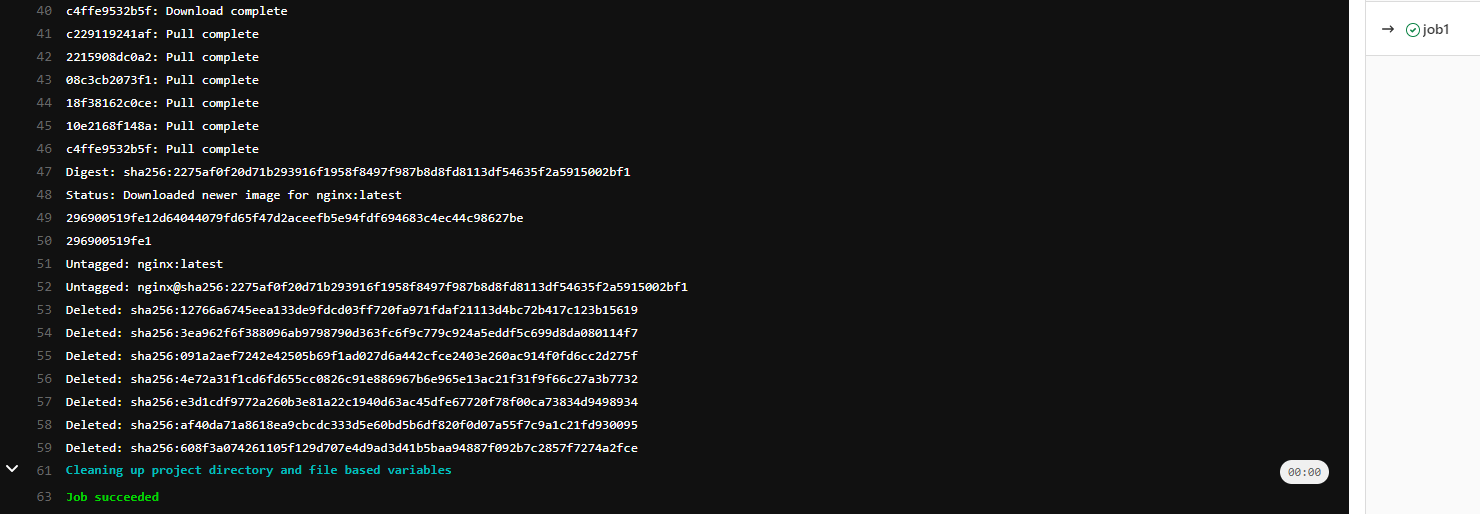 40 c4ffe9532b5f: Download complete
41 c229119241af: Pull complete
42 2215908dc0a2: Pull complete
43 08c3cb2073f1: Pull complete
44 18f38162c0ce: Pull complete
45 10e2168f148a: Pull complete
46 c4ffe9532b5f: Pull complete
47 Digest: sha256:2275af0f20d71b293916f1958f8497f987b8d8fd8113df54635f2a5915002bf1
48 Status: Downloaded newer image for nginx:latest
49 296900519fe12d64044079fd65f47d2aceefb5e94fdf694683c4ec44c98627be
50 296900519fe1
51 Untagged: nginx:latest
52 Untagged: nginx@sha256:2275af0f20d71b293916f1958f8497f987b8d8fd8113df54635f2a5915002bf1
53 Deleted: sha256:12766a6745eea133de9fdcd03ff720fa971fdaf21113d4bc72b417c123b15619
54 Deleted: sha256:3ea962f6f388096ab9798790d363fc6f9c779c924a5eddf5c699d8da080114f7
55 Deleted: sha256:091a2aef7242e42505b69f1ad027d6a442cfce2403e260ac914f0fd6cc2d275f
56 Deleted: sha256:4e72a31f1cd6fd655cc0826c91e886967b6e965e13ac21f31f9f66c27a3b7732
57 Deleted: sha256:e3d1cdf9772a260b3e81a22c1940d63ac45dfe67720f78f00ca73834d9498934
58 Deleted: sha256:af40da71a8618ea9cbcdc333d5e60bd5b6df820f0d07a55f7c9a1c21fd930095
59 Deleted: sha256:608f3a074261105f129d707e4d9ad3d41b5baa94887f092b7c2857f7274a2fce
61 Cleaning up project directory and file based variables 00:00
63 Job succeeded
→ job1